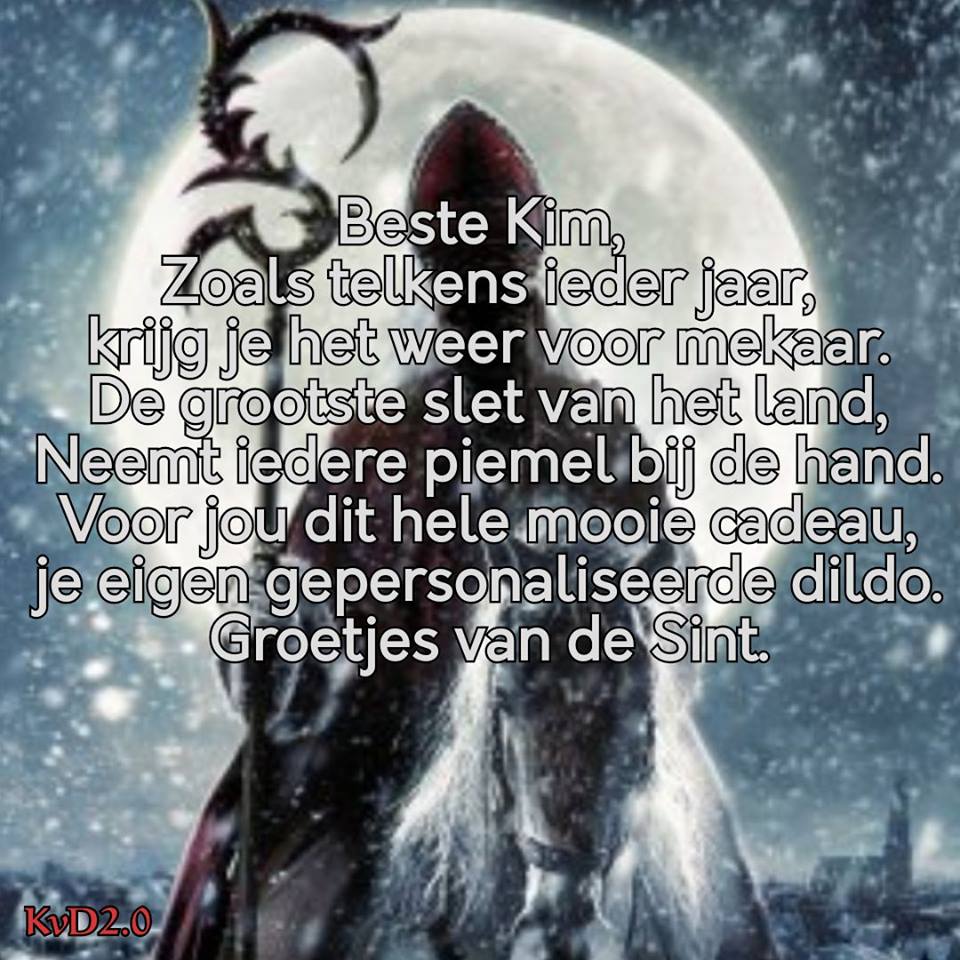 Beste Kim,
Zoals telkens ieder jaar,
krijg je het weer voor mekaar.
De grootste slet van het land,
Neemt iedere piemel bij de hand.
Voor jou dit hele mooie cadeau,
je eigen gepersonaliseerde dildo.
Groetjes van de Sint.
KvD2.0